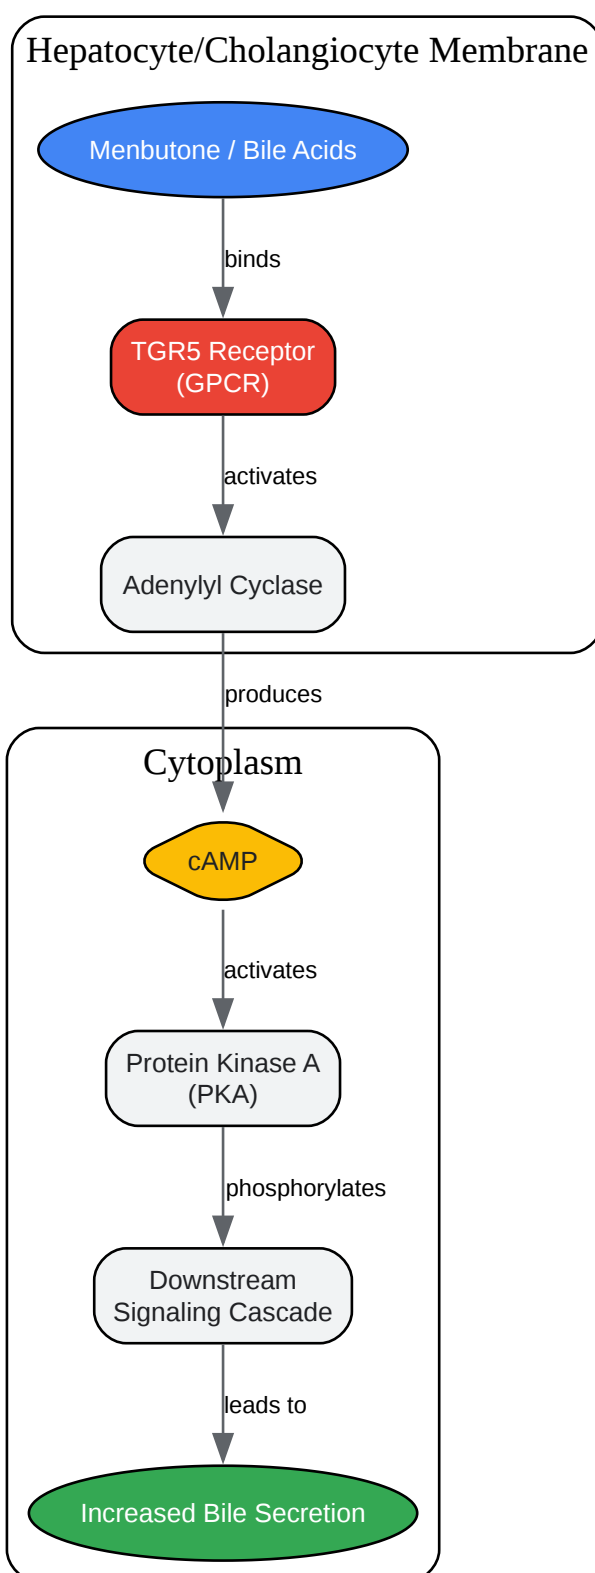 Hepatocyte/Cholangiocyte Membrane
Menbutone / Bile Acids
binds
TGR5 Receptor
(GPCR)
activates
Adenylyl Cyclase
produces
Cytoplasm
cAMP
activates
Protein Kinase A
(PKA)
phosphorylates
Downstream
Signaling Cascade
leads to
Increased Bile Secretion